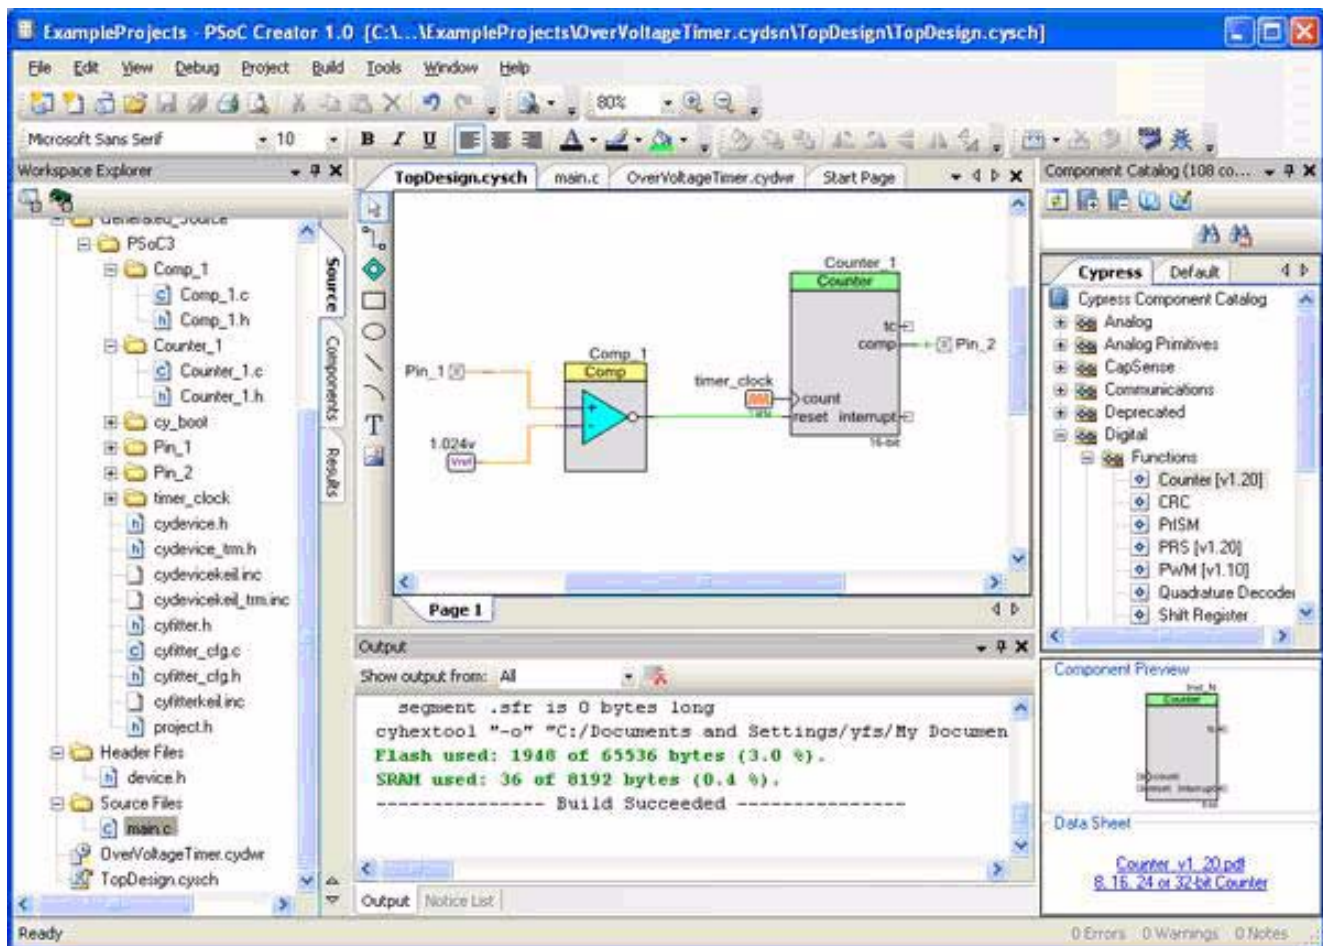 ExampleProjects - PSoC Creator 1.0 [C:\...\ExampleProjects\OverVoltageTimer.cydsn\TopDesign\TopDesign.cysch]
File Edit View Debug Project Build Tools Window Help
80%
Microsoft Sans Serif 10 B I U A
Workspace Explorer
Generated_Source
PSoC3
Comp_1
Comp_1.c
Comp_1.h
Counter_1
Counter_1.c
Counter_1.h
cy_boot
Pin_1
Pin_2
timer_clock
cydevice.h
cydevice_trm.h
cydevicekeil.inc
cydevicekeil_trm.inc
cyfitter.h
cyfitter_cfg.c
cyfitter_cfg.h
cyfitterkeil.inc
project.h
Header Files
device.h
Source Files
main.c
OverVoltageTimer.cydwr
TopDesign.cysch
Source
Components
Results
TopDesign.cysch main.c OverVoltageTimer.cydwr Start Page
T
Counter_1
Counter
tc
comp
Pin_2
Comp_1
Comp
Pin_1
timer_clock
count
reset interrupt
16-bit
1.024v
Vref
Page 1
Output
Show output from: All
segment .sfr is 0 bytes long
cyhextool "-o" "C:/Documents and Settings/yfs/My Documen
Flash used: 1948 of 65536 bytes (3.0 %).
SRAM used: 36 of 8192 bytes (0.4 %).
--------------- Build Succeeded ---------------
Output Notice List
Component Catalog (108 co...
Cypress Default
Cypress Component Catalog
Analog
Analog Primitives
CapSense
Communications
Deprecated
Digital
Functions
Counter [v1.20]
CRC
PrISM
PRS [v1.20]
PWM [v1.10]
Quadrature Decoder
Shift Register
Component Preview
Inst_N
Counter
Data Sheet
Counter_v1_20.pdf
8, 16, 24 or 32-bit Counter
Ready
0 Errors 0 Warnings 0 Notes